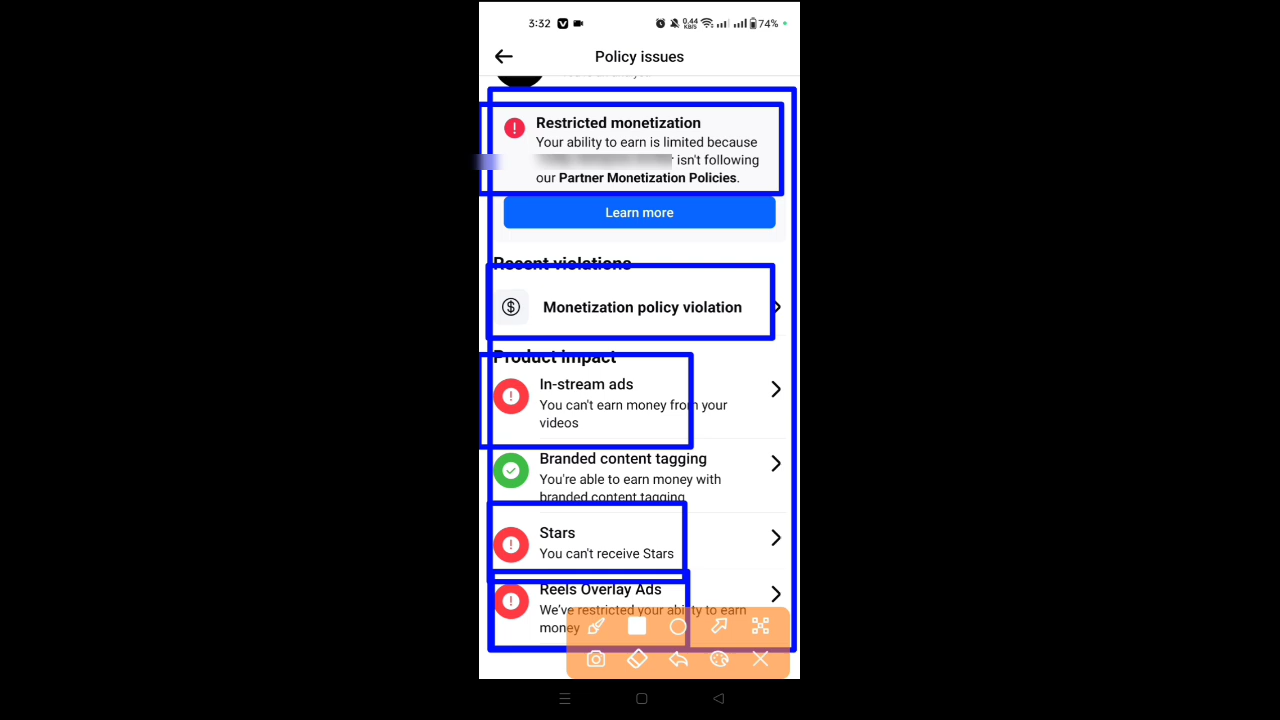 3:32
0.44
KB/S
74%
Policy issues
Restricted monetization
Your ability to earn is limited because
isn't following
our Partner Monetization Policies.
Learn more
Recent violations
Monetization policy violation
Product Impact
In-stream ads
You can't earn money from your
videos
Branded content tagging
You're able to earn money with
branded content tagging
Stars
You can't receive Stars
Reels Overlay Ads
We've restricted your ability to earn
money